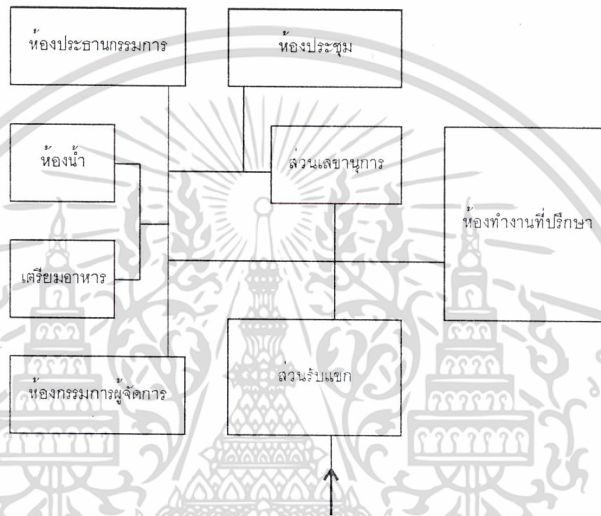 ห้องประธานกรรมการ
ห้องประชุม
ห้องน้ำ
ส่วนเลขานุการ
ห้องทำงานที่ปรึกษา
เตรียมอาหาร
ส่วนรับแขก
ห้องกรรมการผู้จัดการ